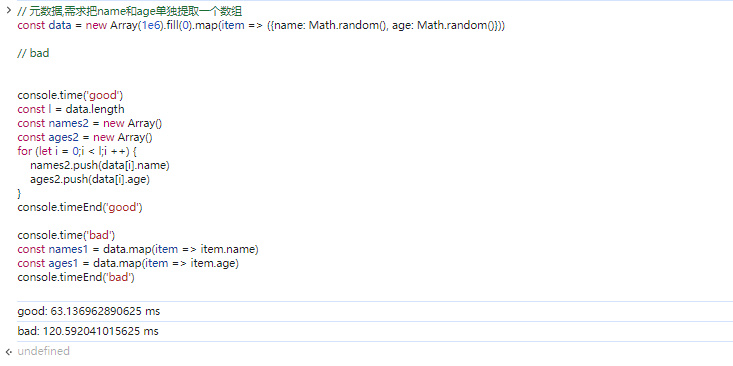 // 元数据,需求把name和age单独提取一个数组
const data = new Array(1e6).fill(0).map(item => ({name: Math.random(), age: Math.random()}))
// bad
console.time('good')
const l = data.length
const names2 = new Array()
const ages2 = new Array()
for (let i = 0;i < l;i ++) {
names2.push(data[i].name)
ages2.push(data[i].age)
}
console.timeEnd('good')
console.time('bad')
const names1 = data.map(item => item.name)
const ages1 = data.map(item => item.age)
console.timeEnd('bad')
good: 63.136962890625 ms
bad: 120.592041015625 ms
undefined